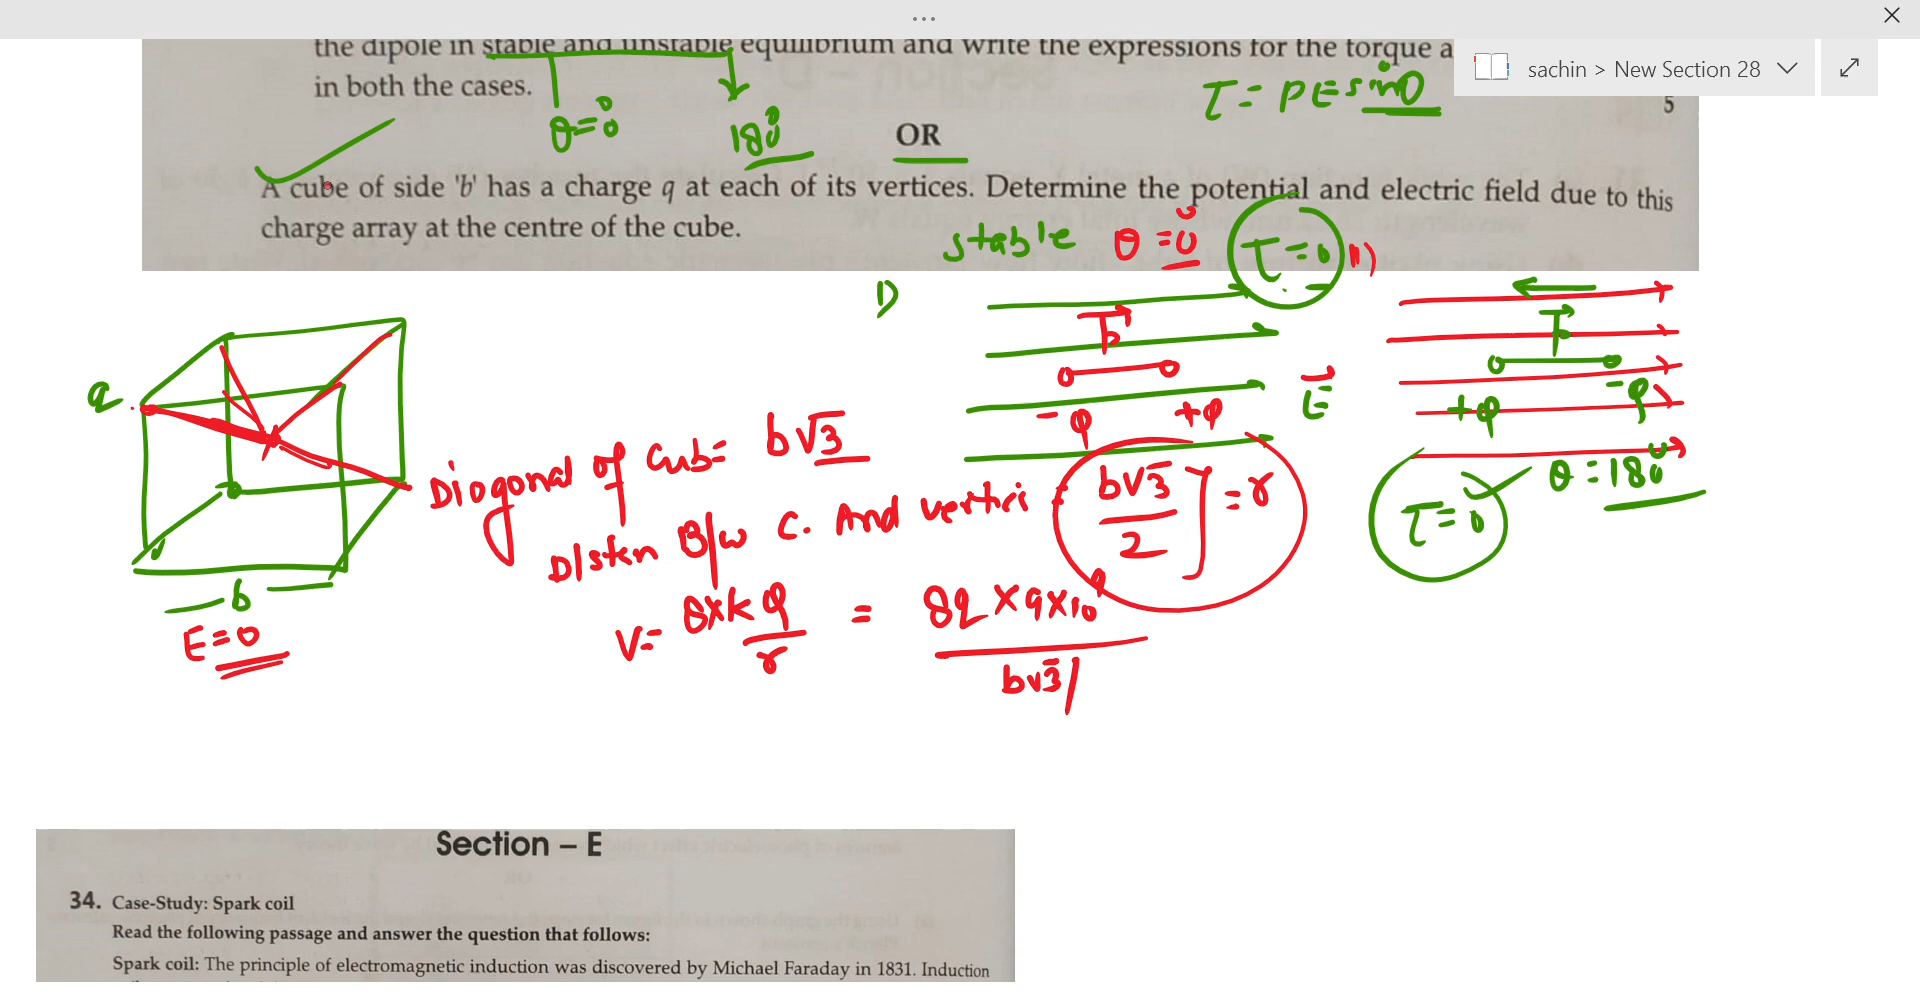 the dipole in stable and unstable equilibrium and write the expressions for the torque a
in both the cases.
τ = PE sinθ
5
sachin > New Section 28
θ=0°
180°
OR
A cube of side 'b' has a charge q at each of its vertices. Determine the potential and electric field due to this
charge array at the centre of the cube.
stable θ=0° τ=0
1)
11)
P
P
E
q
-q +q
+q -q
θ=180°
τ=0
b
E=0
Diogonal of Cub= b√3
Disten B/w C. And vertici = b√3/2 = r
V= 8×kq/r = 8q×9×10⁹
b√3/
Section – E
34. Case-Study: Spark coil
Read the following passage and answer the question that follows:
Spark coil: The principle of electromagnetic induction was discovered by Michael Faraday in 1831. Induction